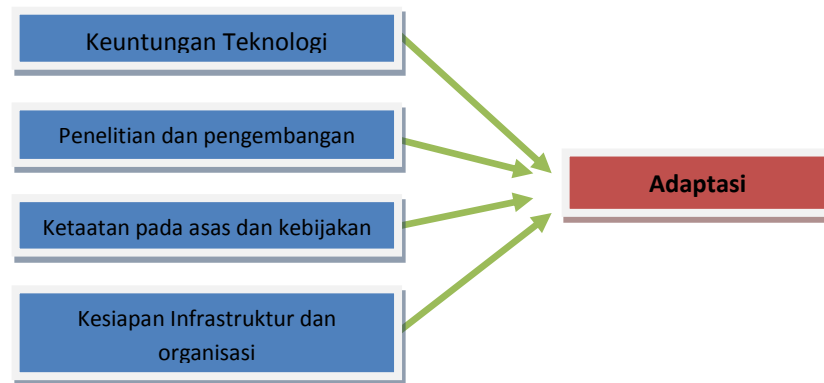 Keuntungan Teknologi
Penelitian dan pengembangan
Adaptasi
Ketaatan pada asas dan kebijakan
Kesiapan Infrastruktur dan
organisasi